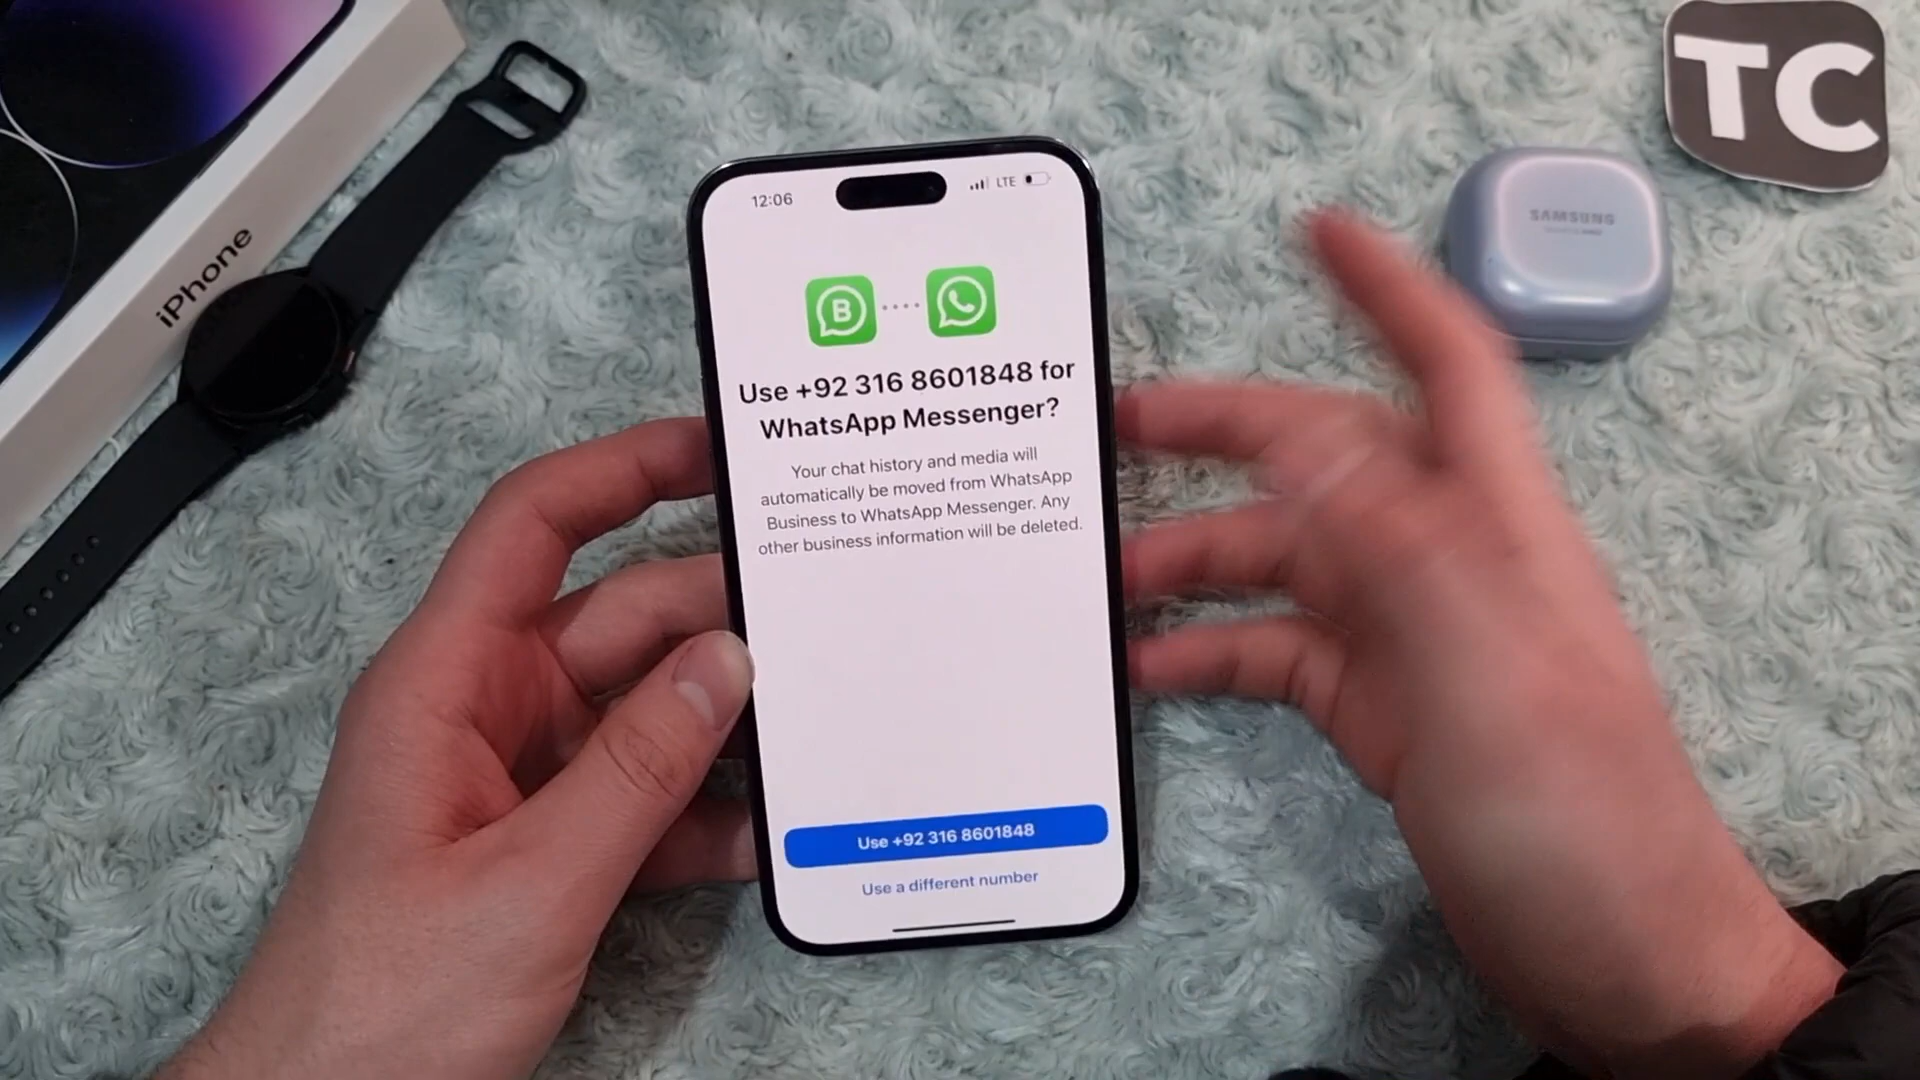 iPhone
TC
SAMSUNG
12:06
LTE
B
Use +92 316 8601848 for
WhatsApp Messenger?
Your chat history and media will
automatically be moved from WhatsApp
Business to WhatsApp Messenger. Any
other business information will be deleted.
Use +92 316 8601848
Use a different number